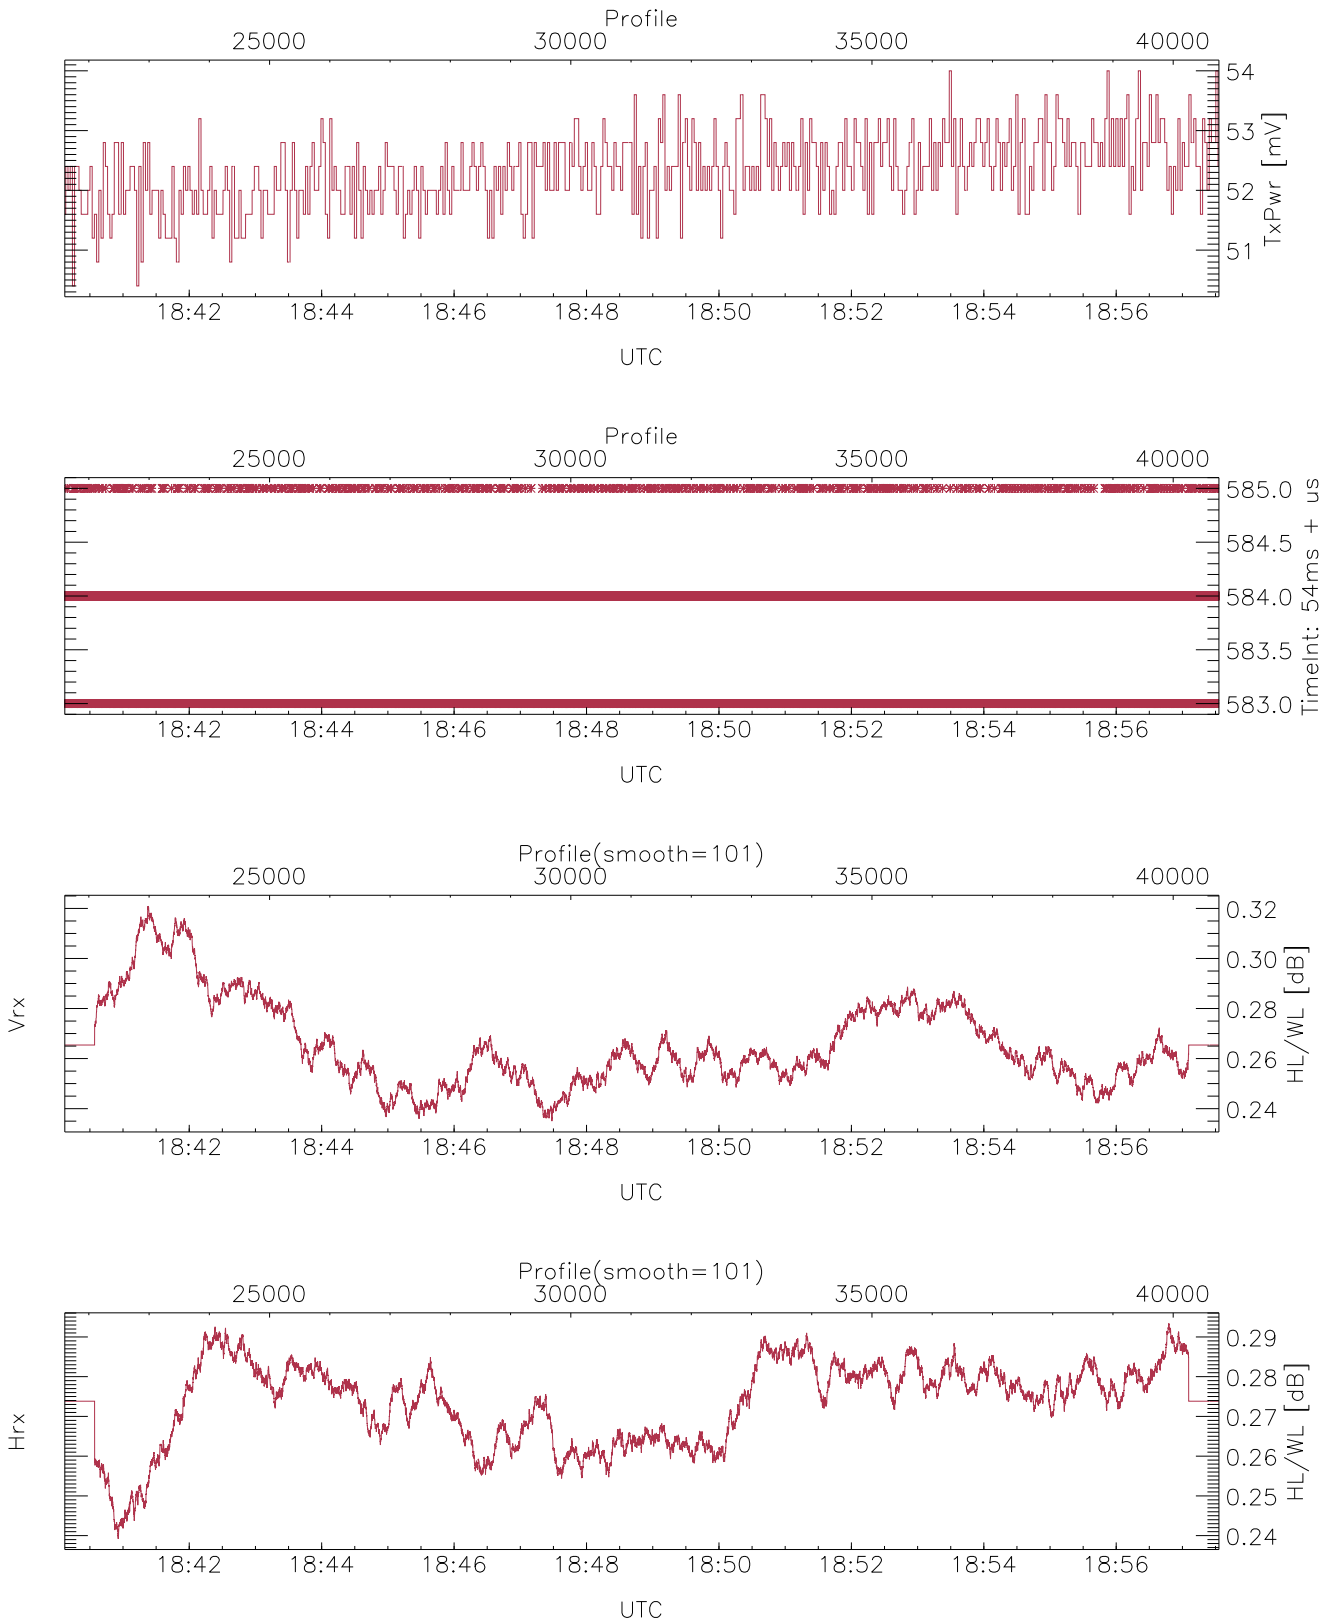 Profile
25000 30000 35000 40000
54
53
52
51
TxPwr [mV]
18:42 18:44 18:46 18:48 18:50 18:52 18:54 18:56
UTC
Profile
25000 30000 35000 40000
585.0
584.5
584.0
583.5
583.0
TimeInt: 54ms + us
18:42 18:44 18:46 18:48 18:50 18:52 18:54 18:56
UTC
Profile(smooth=101)
25000 30000 35000 40000
Vrx
0.32
0.30
0.28
0.26
0.24
HL/WL [dB]
18:42 18:44 18:46 18:48 18:50 18:52 18:54 18:56
UTC
Profile(smooth=101)
25000 30000 35000 40000
Hrx
0.29
0.28
0.27
0.26
0.25
0.24
HL/WL [dB]
18:42 18:44 18:46 18:48 18:50 18:52 18:54 18:56
UTC